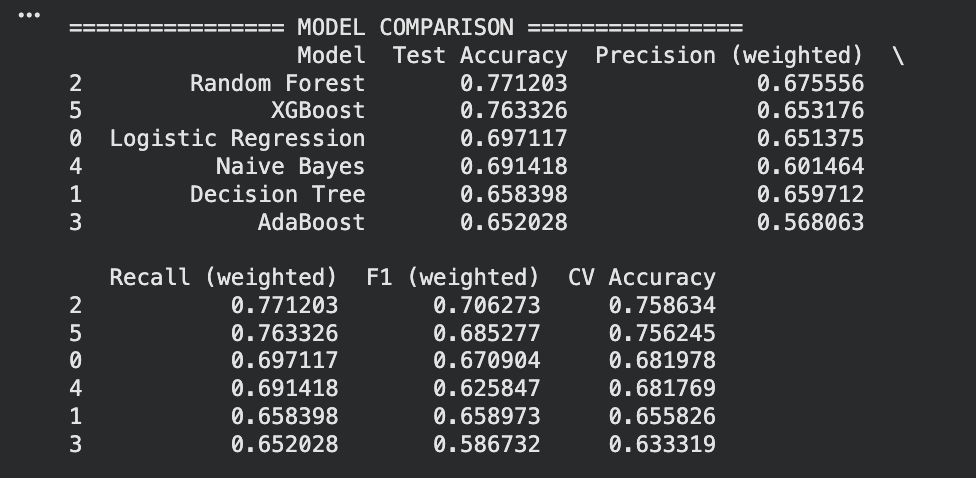 ================ MODEL COMPARISON ================
Model Test Accuracy Precision (weighted) \
2 Random Forest 0.771203 0.675556
5 XGBoost 0.763326 0.653176
0 Logistic Regression 0.697117 0.651375
4 Naive Bayes 0.691418 0.601464
1 Decision Tree 0.658398 0.659712
3 AdaBoost 0.652028 0.568063
Recall (weighted) F1 (weighted) CV Accuracy
2 0.771203 0.706273 0.758634
5 0.763326 0.685277 0.756245
0 0.697117 0.670904 0.681978
4 0.691418 0.625847 0.681769
1 0.658398 0.658973 0.655826
3 0.652028 0.586732 0.633319